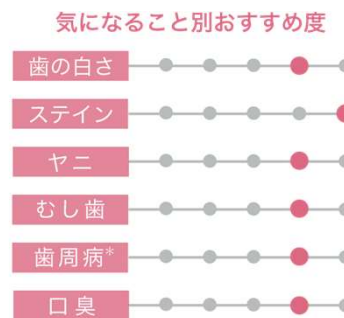 気になること別おすすめ度
歯の白さ
ステイン
ヤニ
むし歯
歯周病*
口臭